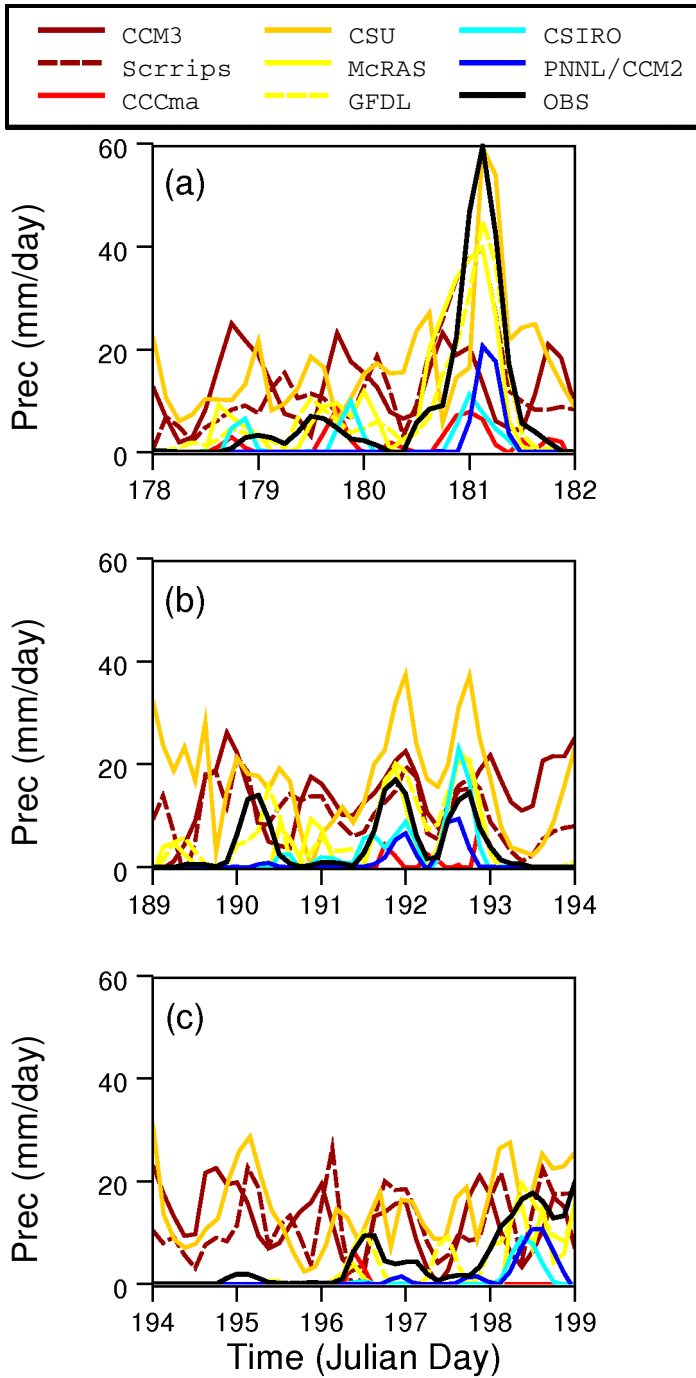 CCM3 CSU CSIRO
Scrrips McRAS PNNL/CCM2
CCCma GFDL OBS
(a)
Prec (mm/day)
60
40
20
0
178 179 180 181 182
(b)
Prec (mm/day)
60
40
20
0
189 190 191 192 193 194
(c)
Prec (mm/day)
60
40
20
0
194 195 196 197 198 199
Time (Julian Day)